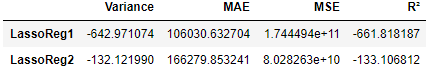 Variance MAE MSE R²
LassoReg1 -642.971074 106030.632704 1.744494e+11 -661.818187
LassoReg2 -132.121990 166279.853241 8.028263e+10 -133.106812